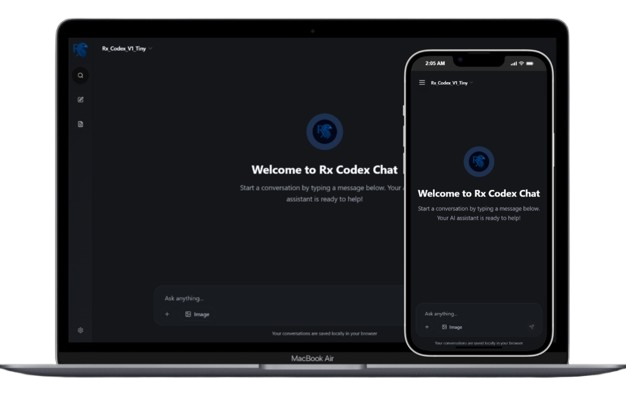 Rx_Codex_V1_Tiny
Welcome to Rx Codex Chat
Start a conversation by typing a message below. Your
assistant is ready to help!
Ask anything...
+ Image
Your conversations are saved locally in your browser
MacBook Air
2:05 AM
Rx_Codex_V1_Tiny
Welcome to Rx Codex Chat
Start a conversation by typing a message below.
Your AI assistant is ready to help!
Ask anything...
+ Image
Your conversations are saved locally in your browser